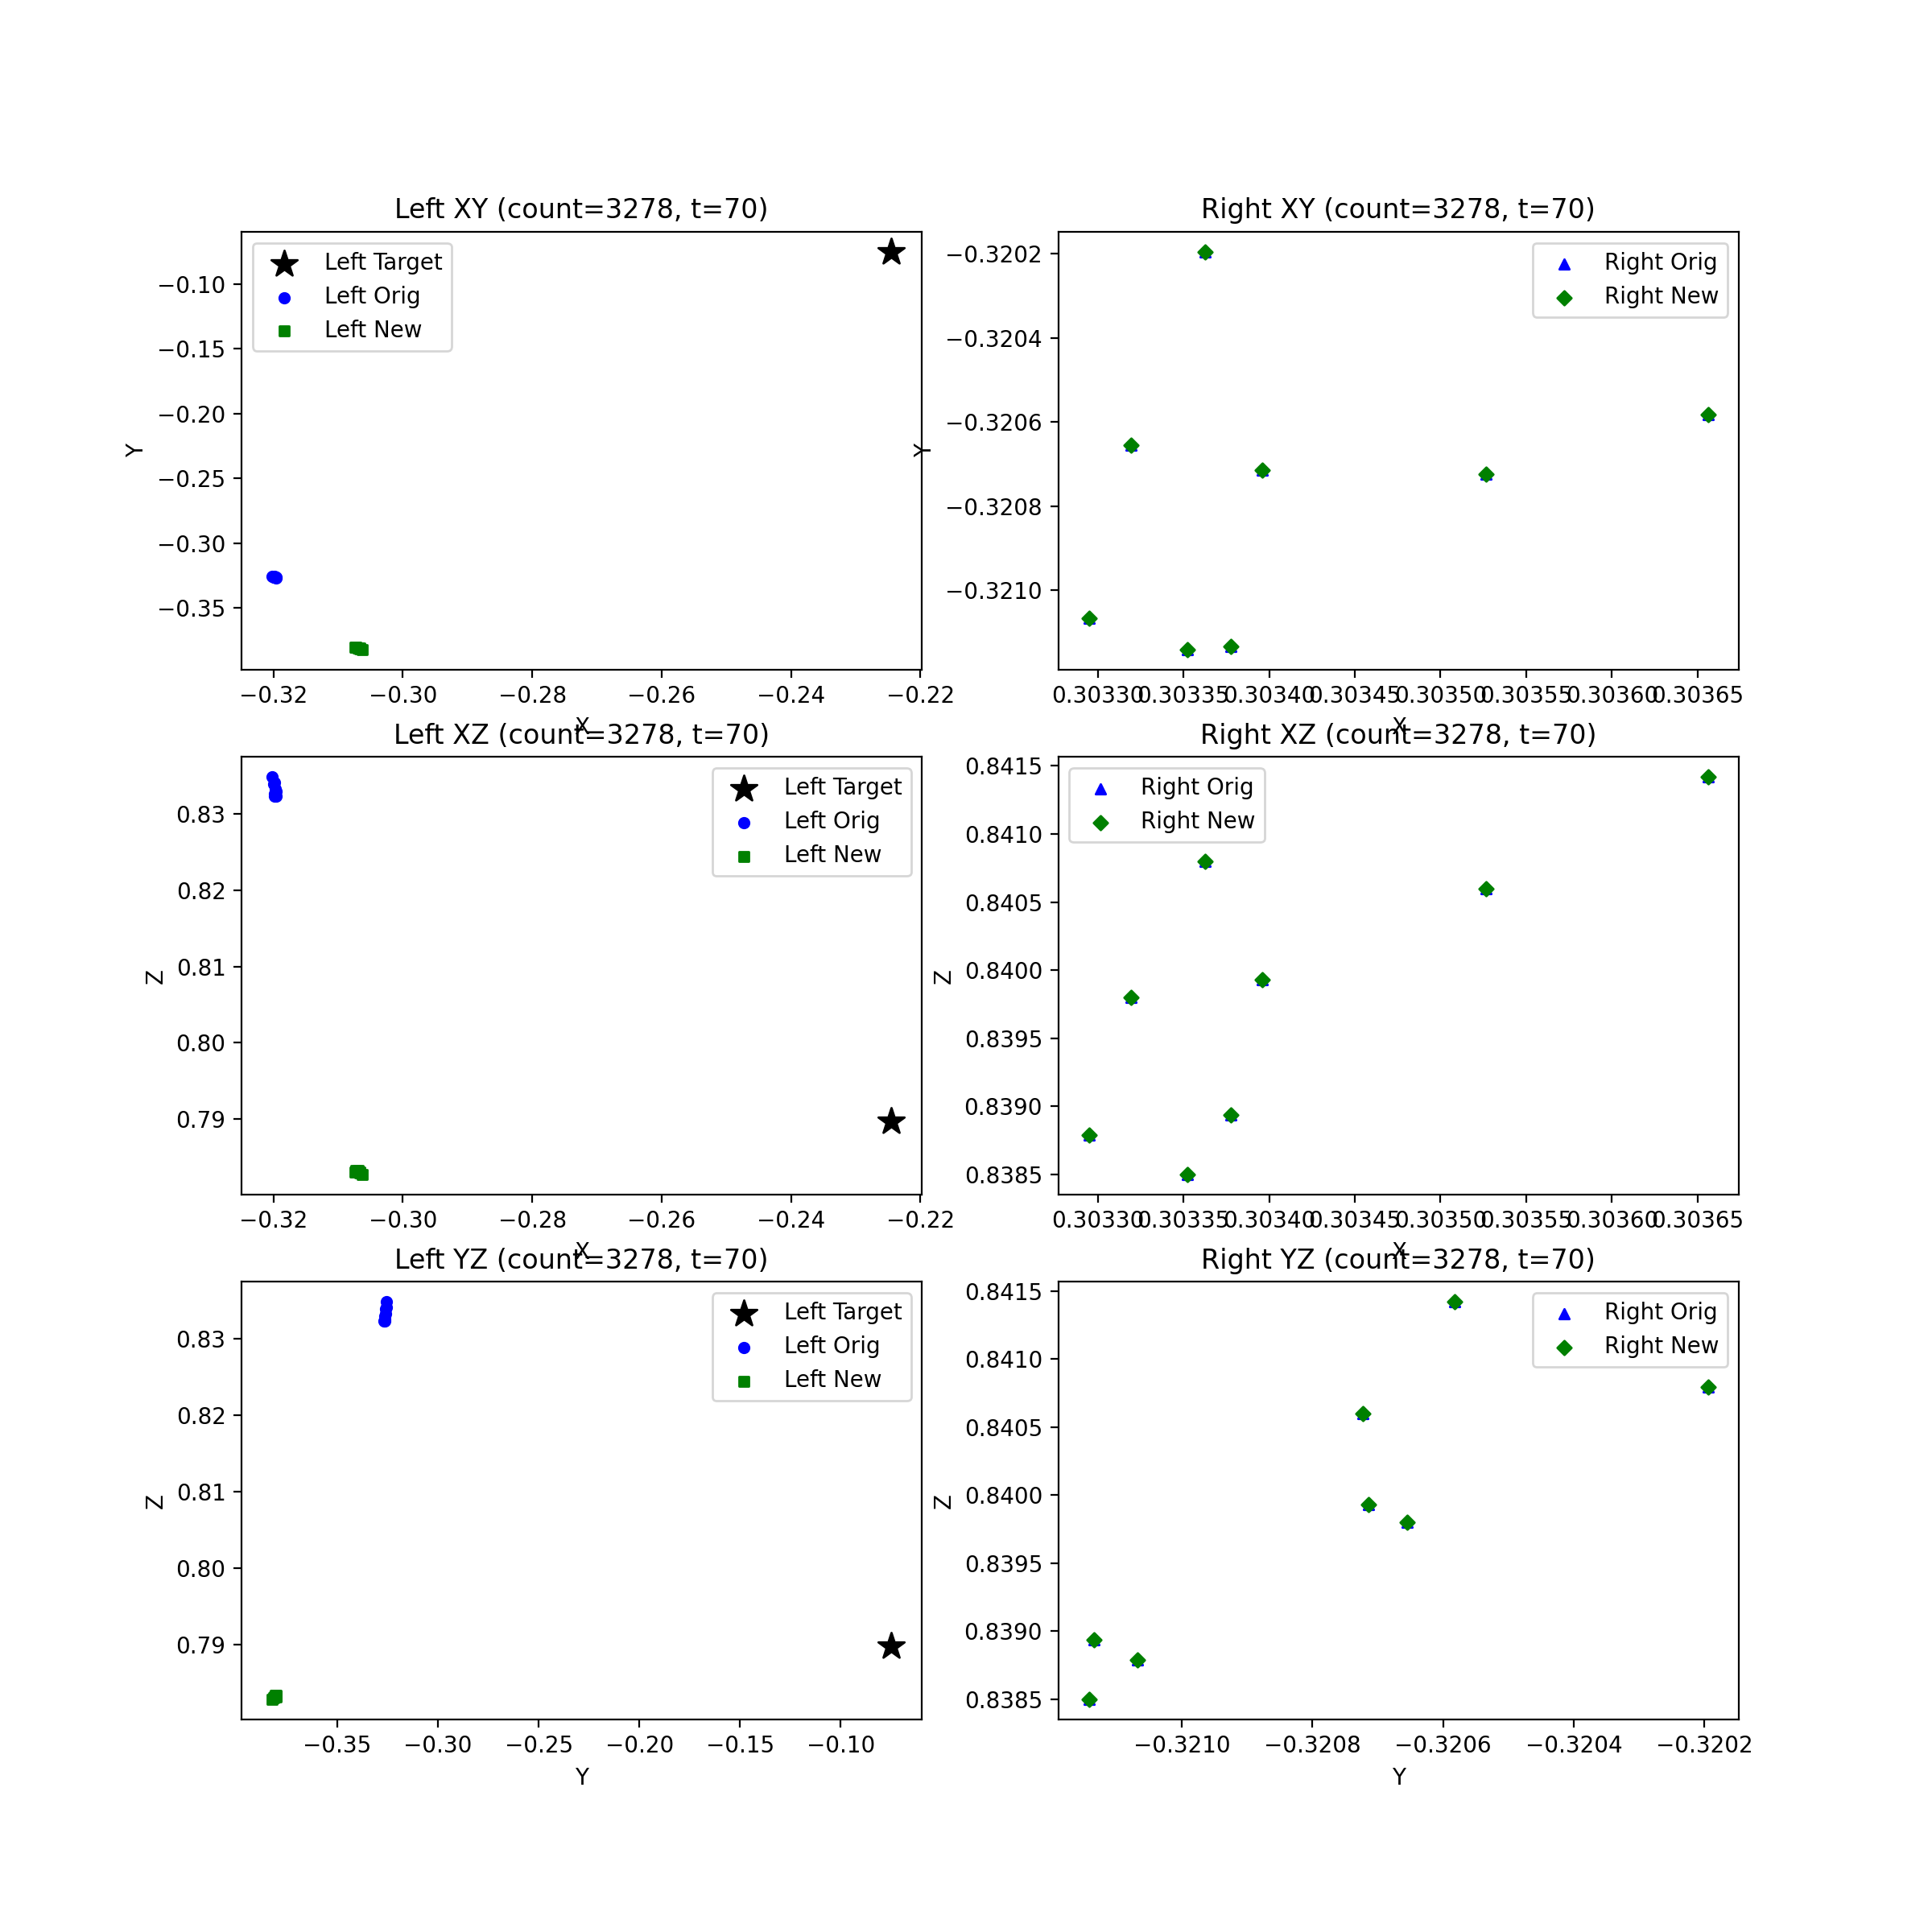 Left XY (count=3278, t=70)
Left Target
Left Orig
Left New
−0.10
−0.15
−0.20
−0.25
−0.30
−0.35
Y
−0.32 −0.30 −0.28 −0.26 −0.24 −0.22
X
Right XY (count=3278, t=70)
Right Orig
Right New
−0.3202
−0.3204
−0.3206
−0.3208
−0.3210
Y
0.30330 0.30335 0.30340 0.30345 0.30350 0.30355 0.30360 0.30365
X
Left XZ (count=3278, t=70)
Left Target
Left Orig
Left New
0.83
0.82
0.81
0.80
0.79
Z
−0.32 −0.30 −0.28 −0.26 −0.24 −0.22
X
Right XZ (count=3278, t=70)
Right Orig
Right New
0.8415
0.8410
0.8405
0.8400
0.8395
0.8390
0.8385
Z
0.30330 0.30335 0.30340 0.30345 0.30350 0.30355 0.30360 0.30365
X
Left YZ (count=3278, t=70)
Left Target
Left Orig
Left New
0.83
0.82
0.81
0.80
0.79
Z
−0.35 −0.30 −0.25 −0.20 −0.15 −0.10
Y
Right YZ (count=3278, t=70)
Right Orig
Right New
0.8415
0.8410
0.8405
0.8400
0.8395
0.8390
0.8385
Z
−0.3210 −0.3208 −0.3206 −0.3204 −0.3202
Y